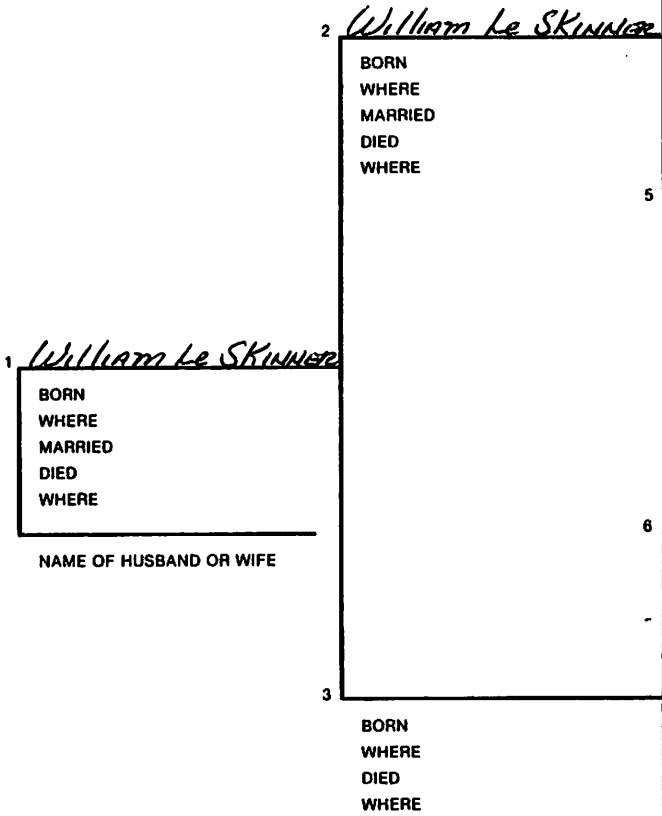 2 William Le Skinner
BORN
WHERE
MARRIED
DIED
WHERE
5
1 William Le Skinner
BORN
WHERE
MARRIED
DIED
WHERE
6
NAME OF HUSBAND OR WIFE
3
BORN
WHERE
DIED
WHERE